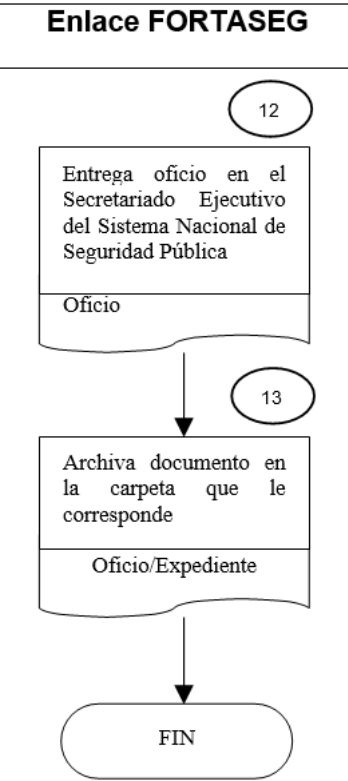 Enlace FORTASEG
12
Entrega oficio en el
Secretariado Ejecutivo
del Sistema Nacional de
Seguridad Pública
Oficio
13
Archiva documento en
la carpeta que le
corresponde
Oficio/Expediente
FIN